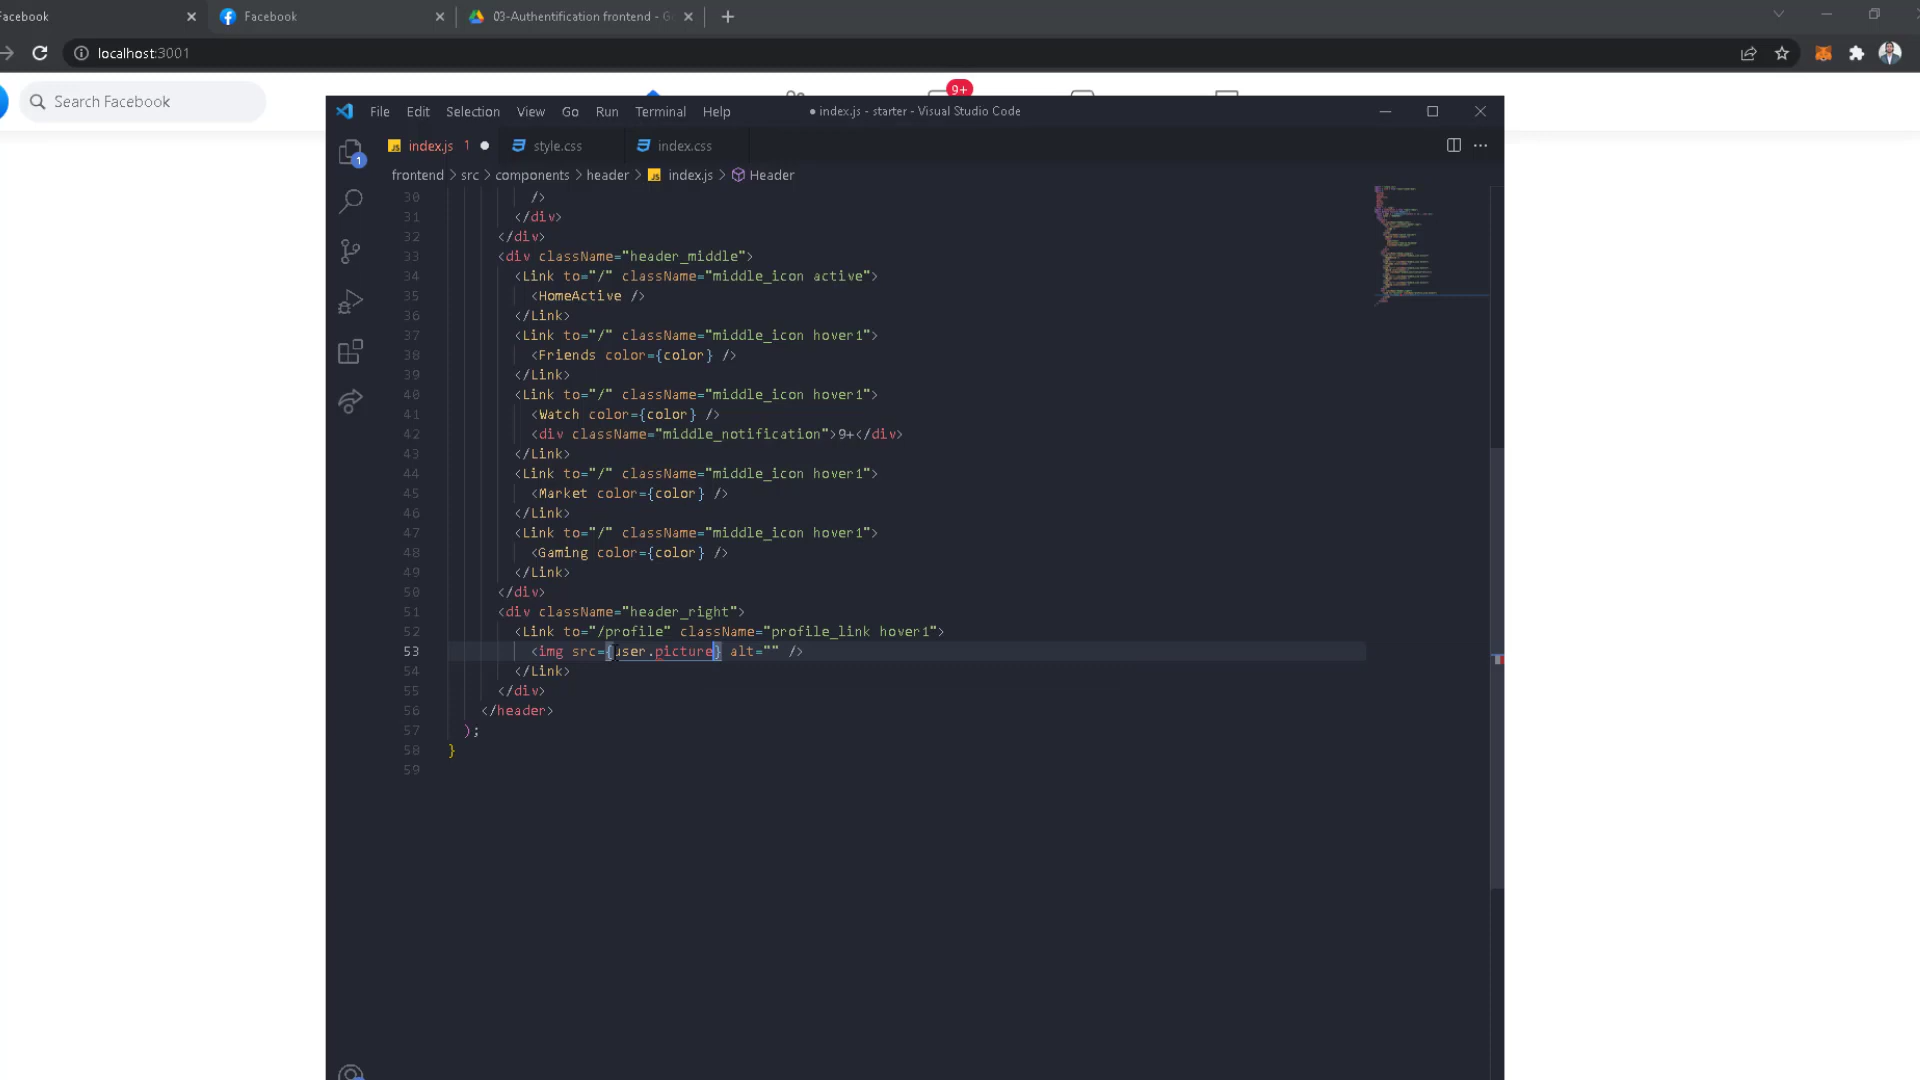 Facebook
Facebook
03-Authentification frontend - G
localhost:3001
Search Facebook
9+
File Edit Selection View Go Run Terminal Help
● index.js - starter - Visual Studio Code
index.js 1
style.css
index.css
1
frontend > src > components > header > index.js > Header
30 />
31 </div>
32 </div>
33 <div className="header_middle">
34 <Link to="/" className="middle_icon active">
35 <HomeActive />
36 </Link>
37 <Link to="/" className="middle_icon hover1">
38 <Friends color={color} />
39 </Link>
40 <Link to="/" className="middle_icon hover1">
41 <Watch color={color} />
42 <div className="middle_notification">9+</div>
43 </Link>
44 <Link to="/" className="middle_icon hover1">
45 <Market color={color} />
46 </Link>
47 <Link to="/" className="middle_icon hover1">
48 <Gaming color={color} />
49 </Link>
50 </div>
51 <div className="header_right">
52 <Link to="/profile" className="profile_link hover1">
53 <img src={user.picture} alt="" />
54 </Link>
55 </div>
56 </header>
57 );
58 }
59